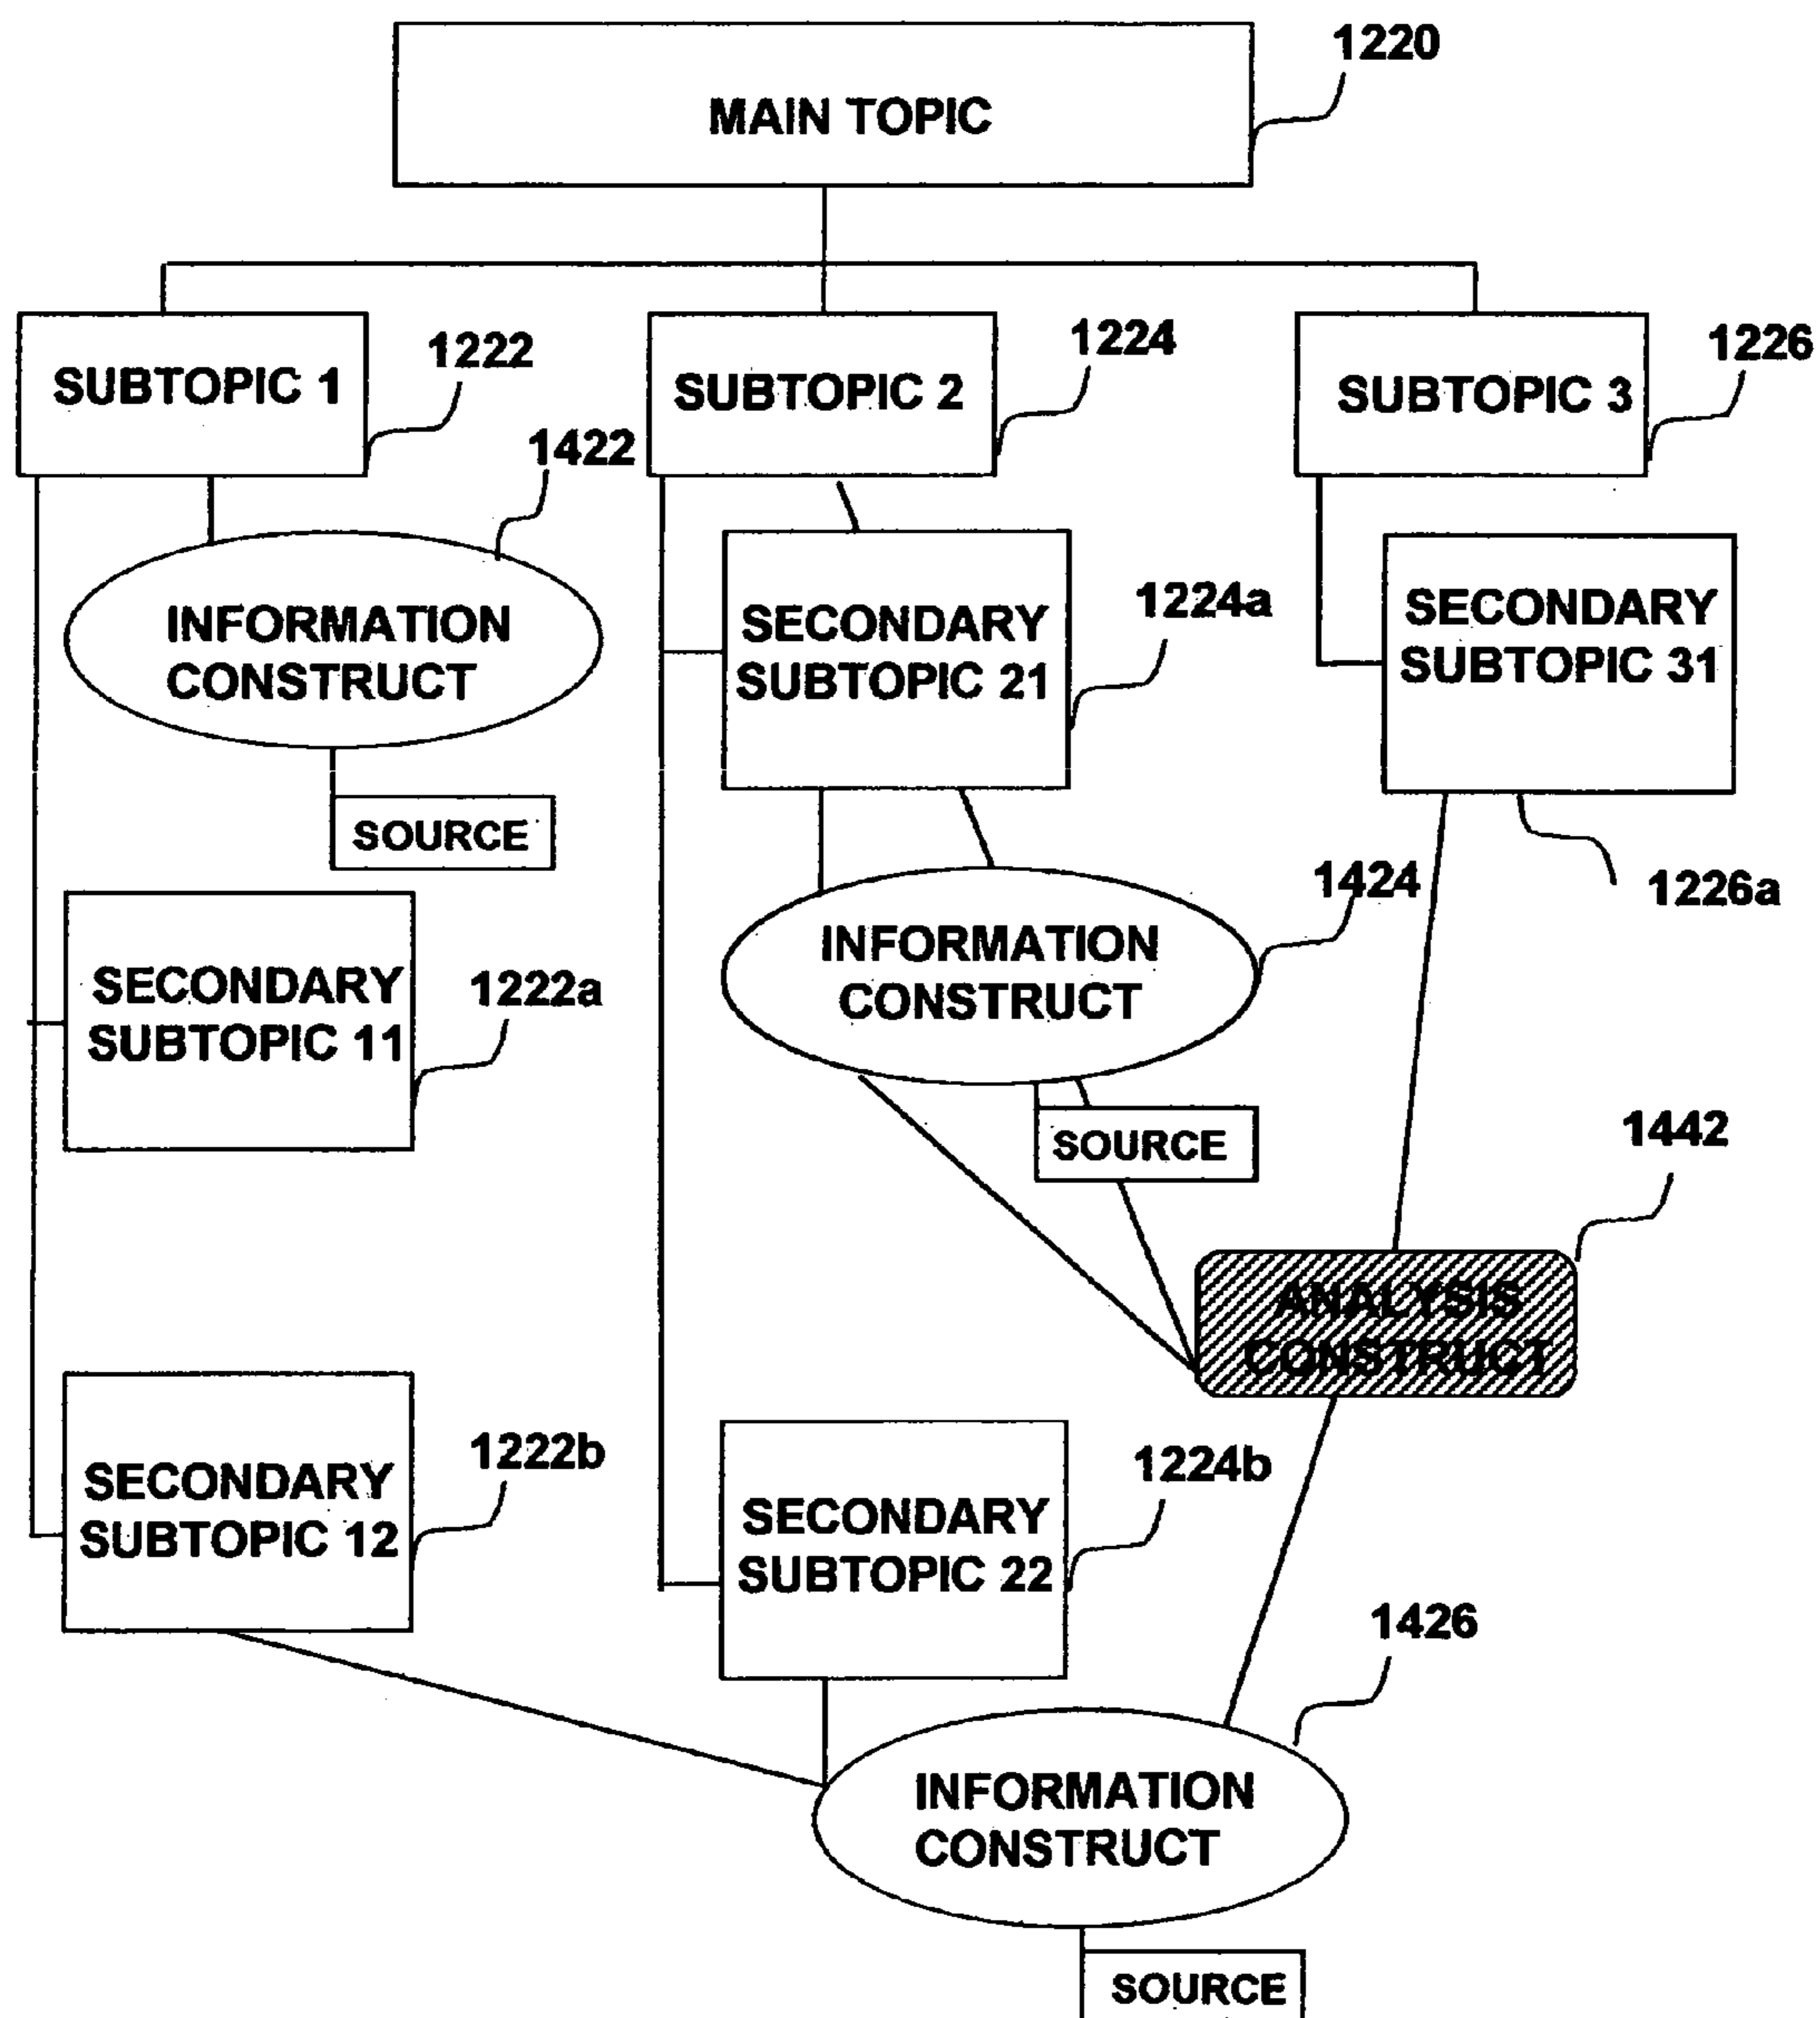 1220
MAIN TOPIC
1222
1224
1226
SUBTOPIC 1
SUBTOPIC 2
SUBTOPIC 3
1422
1224a
INFORMATION
CONSTRUCT
SECONDARY
SUBTOPIC 21
SECONDARY
SUBTOPIC 31
SOURCE
1424
1226a
INFORMATION
CONSTRUCT
SECONDARY
SUBTOPIC 11
1222a
SOURCE
1442
ANALYSIS
CONSTRUCT
1222b
SECONDARY
SUBTOPIC 12
1224b
SECONDARY
SUBTOPIC 22
1426
INFORMATION
CONSTRUCT
SOURCE